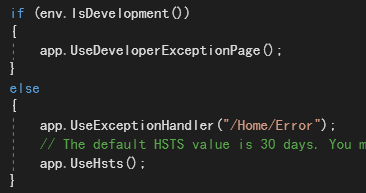 if (env.IsDevelopment())
{
    app.UseDeveloperExceptionPage();
}
else
{
    app.UseExceptionHandler("/Home/Error");
    // The default HSTS value is 30 days. You m
    app.UseHsts();
}